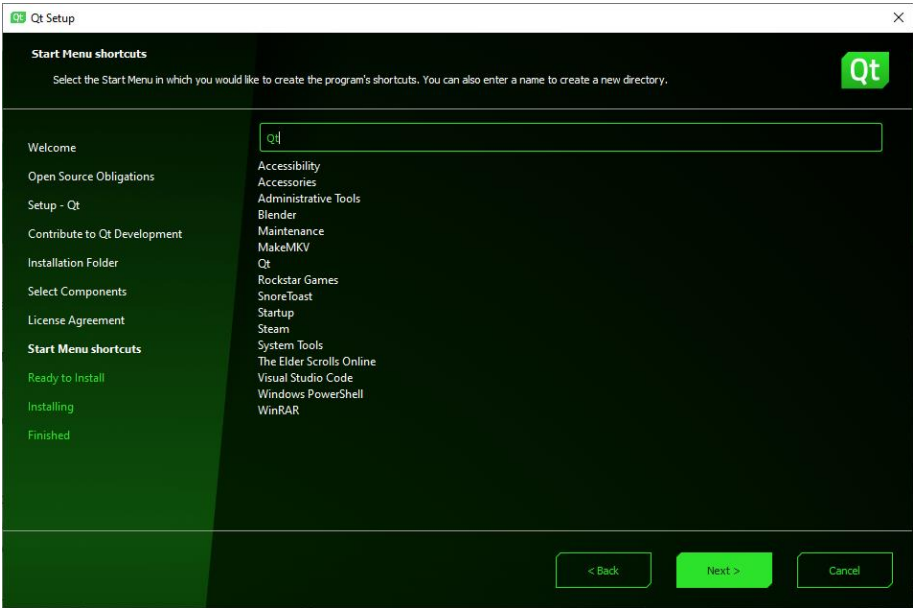 Qt Qt Setup
Start Menu shortcuts
Select the Start Menu in which you would like to create the program's shortcuts. You can also enter a name to create a new directory.
Qt
Welcome
Open Source Obligations
Setup - Qt
Contribute to Qt Development
Installation Folder
Select Components
License Agreement
Start Menu shortcuts
Ready to Install
Installing
Finished
Qt
Accessibility
Accessories
Administrative Tools
Blender
Maintenance
MakeMKV
Qt
Rockstar Games
SnoreToast
Startup
Steam
System Tools
The Elder Scrolls Online
Visual Studio Code
Windows PowerShell
WinRAR
< Back
Next >
Cancel